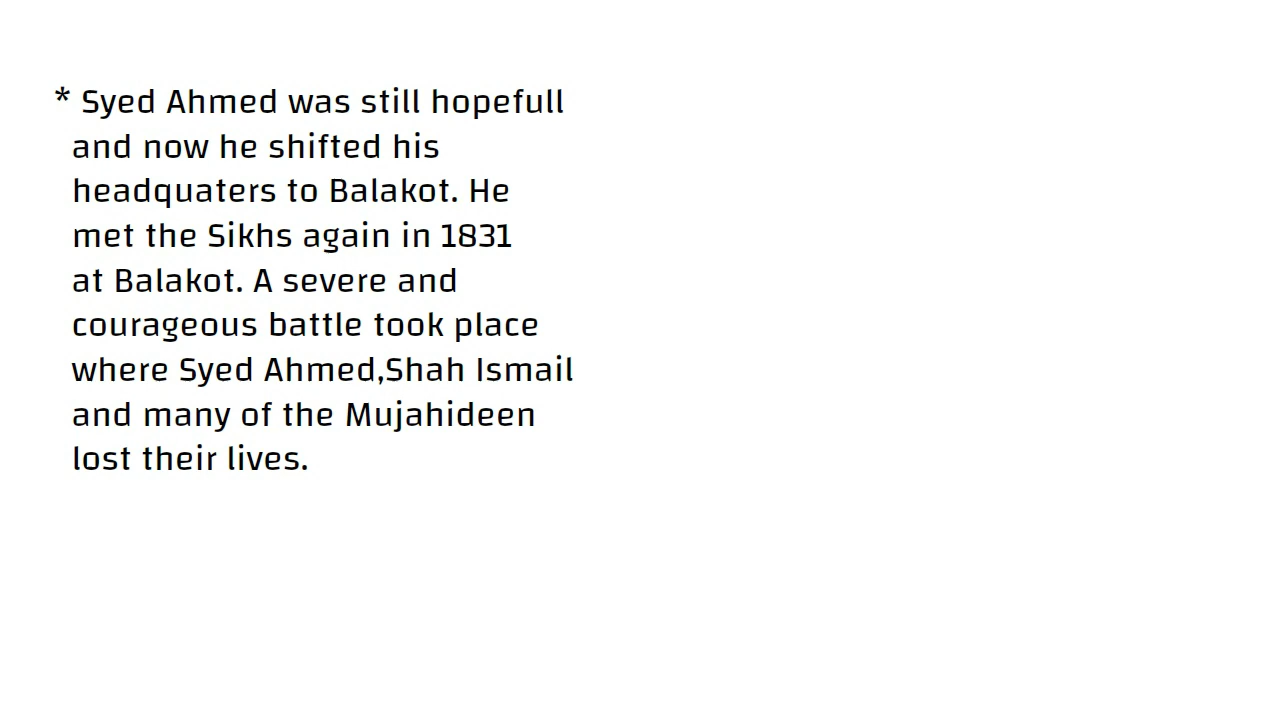 * Syed Ahmed was still hopefull
and now he shifted his
headquaters to Balakot. He
met the Sikhs again in 1831
at Balakot. A severe and
courageous battle took place
where Syed Ahmed,Shah Ismail
and many of the Mujahideen
lost their lives.